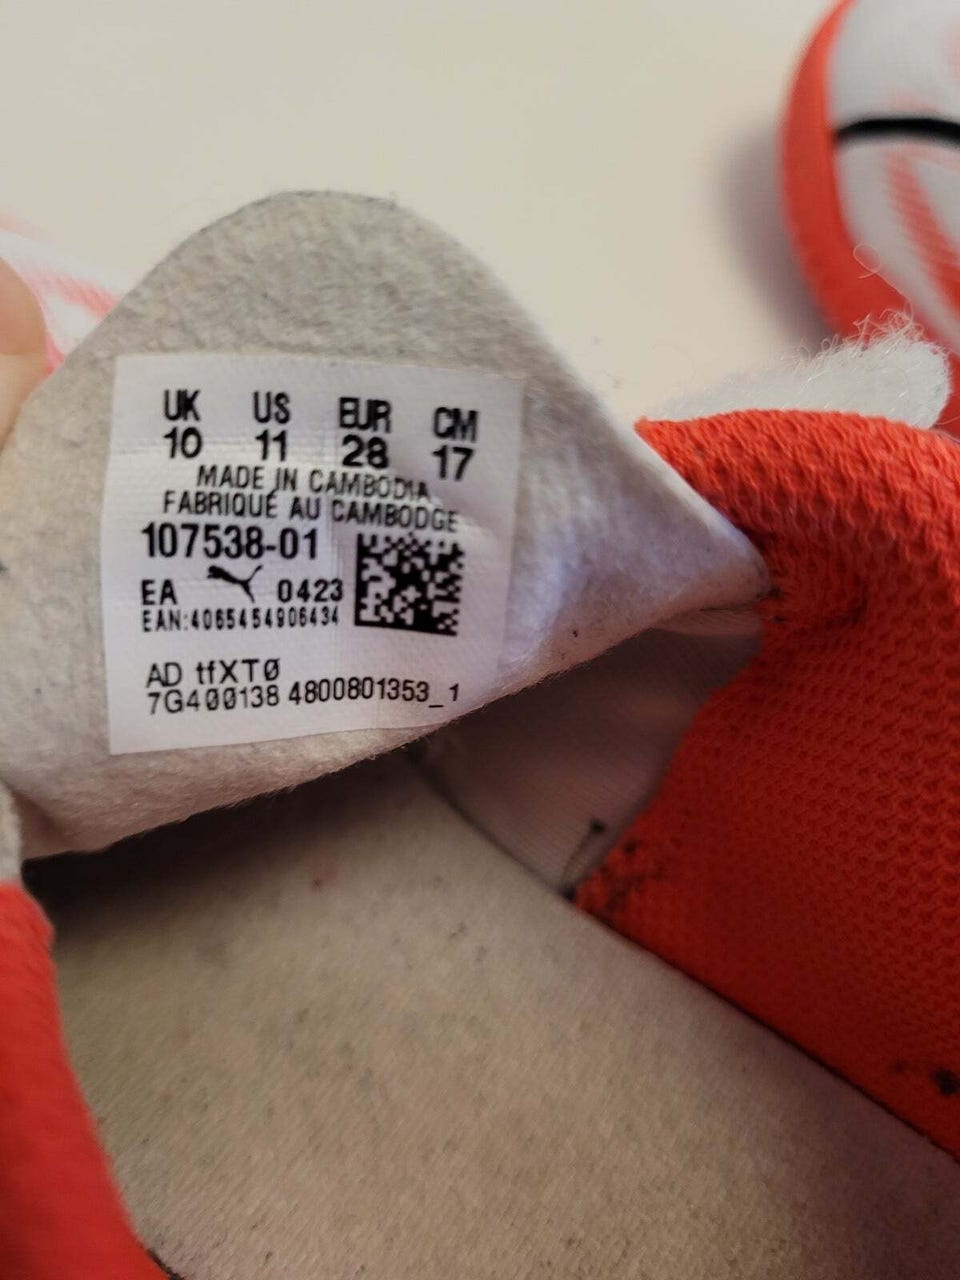 UK US EUR CM
10 11 28 17
MADE IN CAMBODIA
FABRIQUÉ AU CAMBODGE
107538-01
EA 0423
EAN:4065454906434
AD tfXTØ
7G400138 4800801353_1